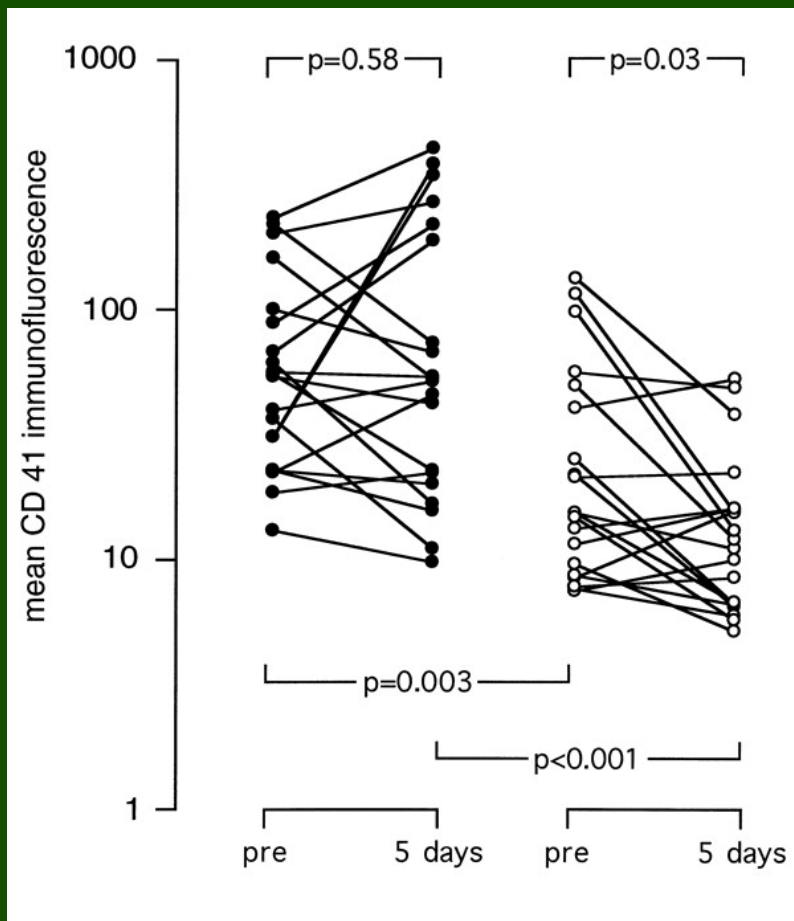 mean CD 41 immunofluorescence
1000
100
10
1
p=0.58
p=0.03
p=0.003
p<0.001
pre
5 days
pre
5 days